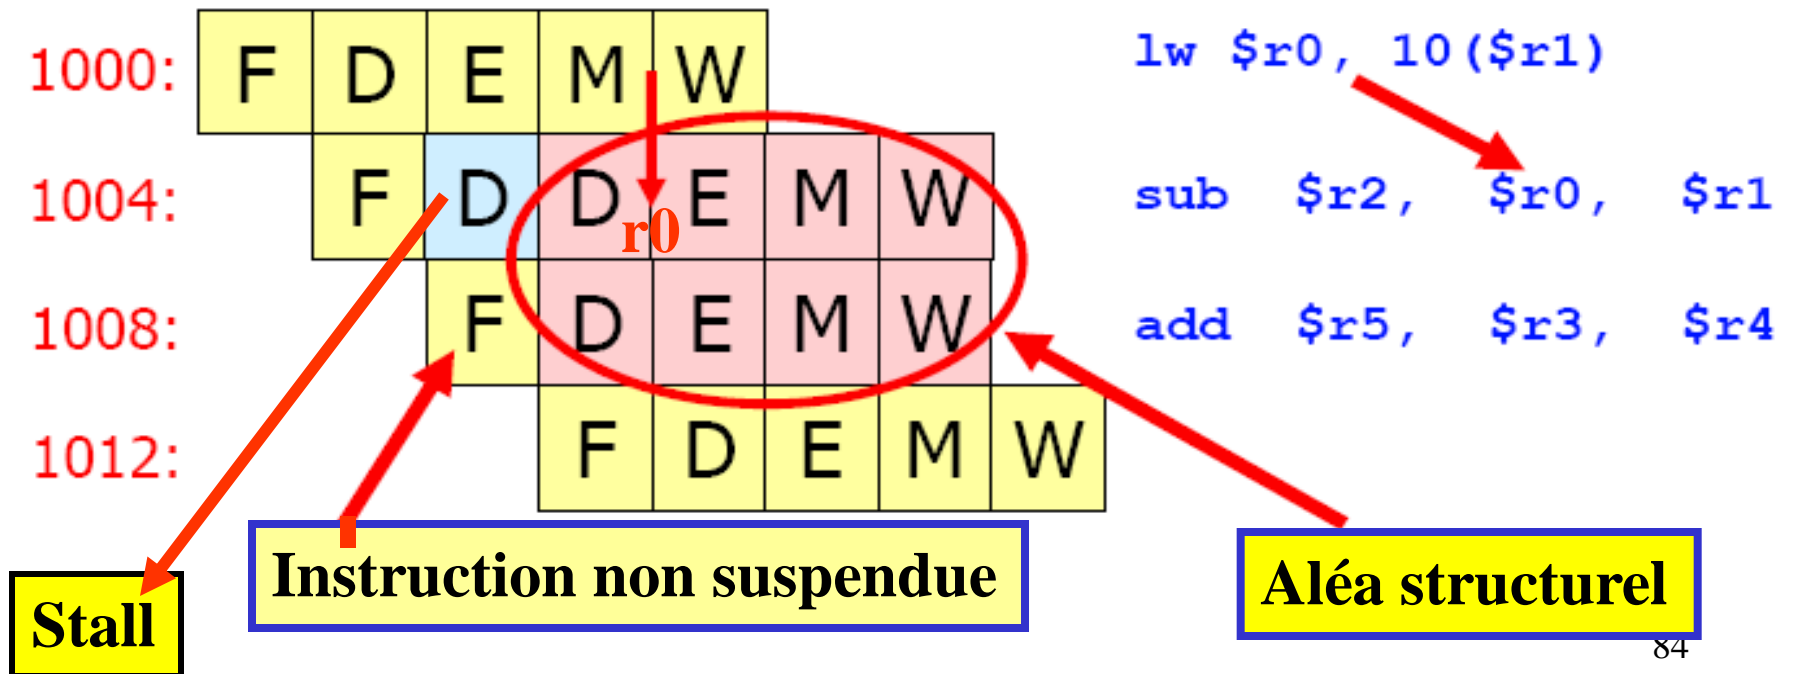 1000: F D E M W lw $r0, 10($r1)
1004: F D D E M W sub $r2, $r0, $r1
r0
1008: F D E M W add $r5, $r3, $r4
1012: F D E M W
Instruction non suspendue
Aléa structurel
Stall
84